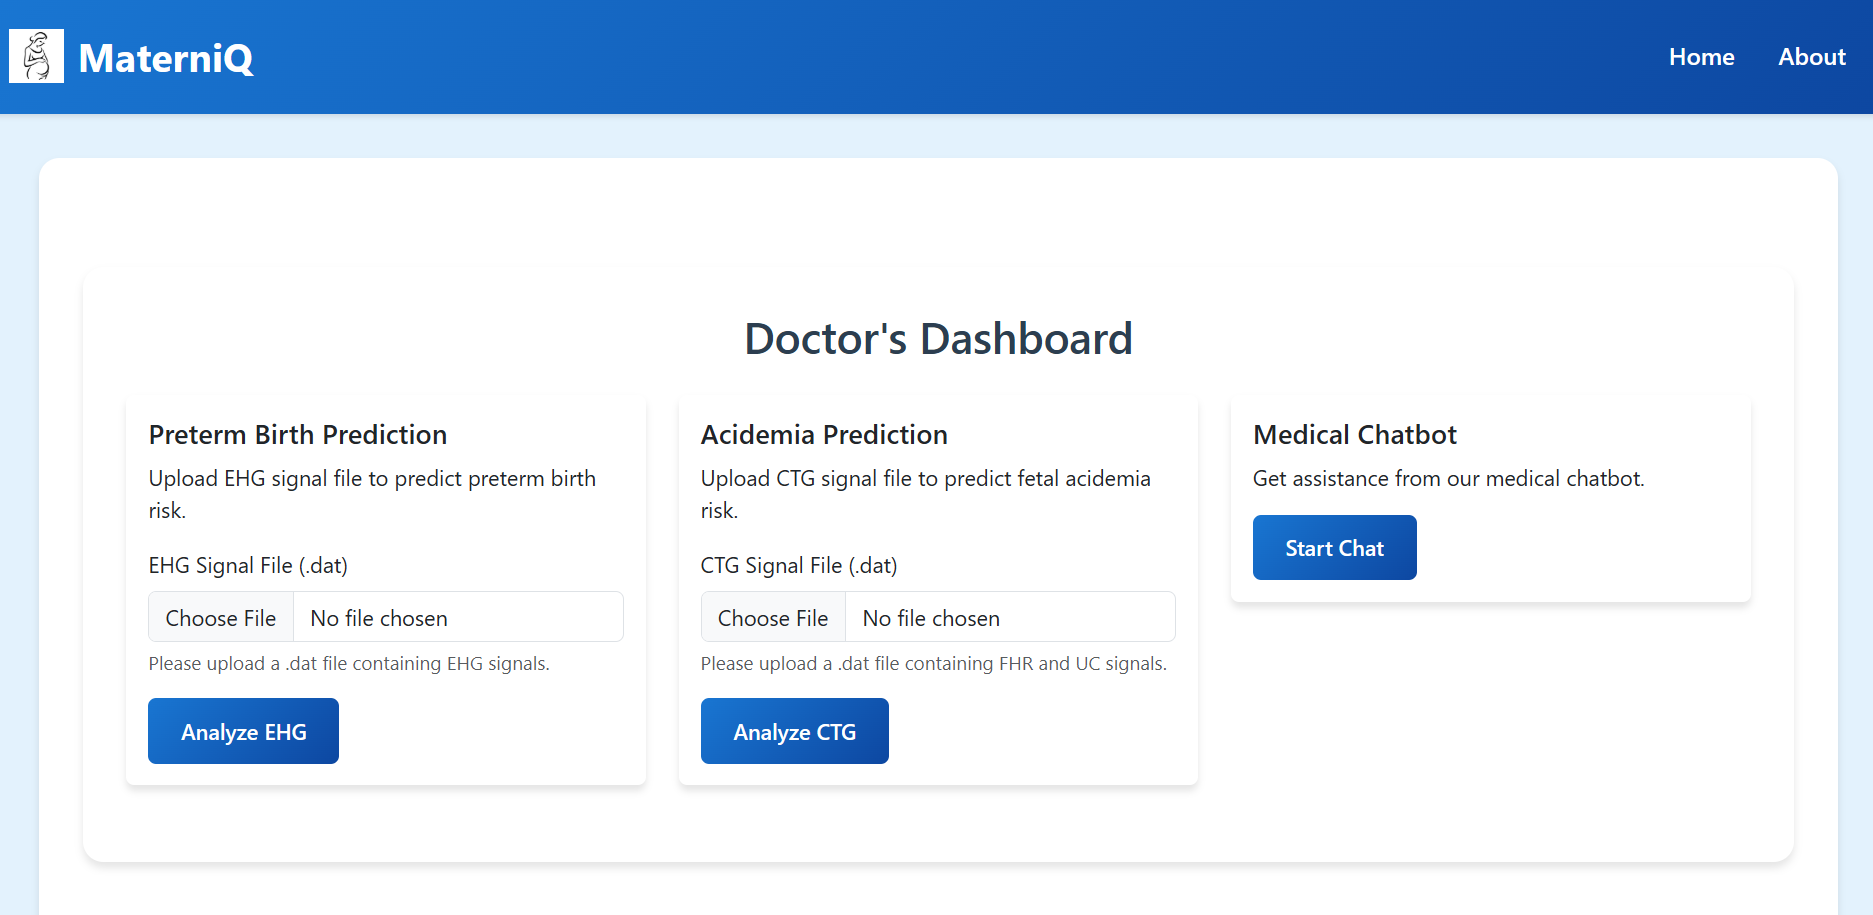 MaterniQ
Home
About
Doctor's Dashboard
Preterm Birth Prediction
Upload EHG signal file to predict preterm birth
risk.
EHG Signal File (.dat)
Choose File
No file chosen
Please upload a .dat file containing EHG signals.
Analyze EHG
Acidemia Prediction
Upload CTG signal file to predict fetal acidemia
risk.
CTG Signal File (.dat)
Choose File
No file chosen
Please upload a .dat file containing FHR and UC signals.
Analyze CTG
Medical Chatbot
Get assistance from our medical chatbot.
Start Chat